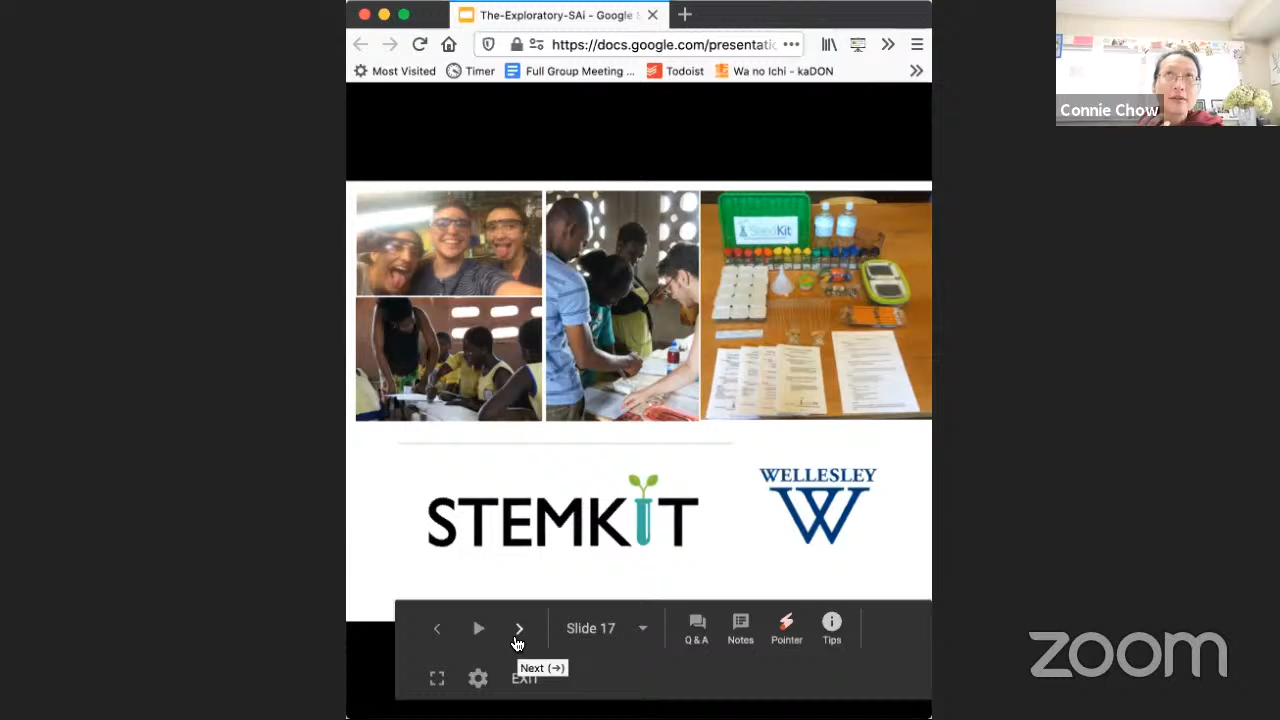 The-Exploratory-SAi - Google
https://docs.google.com/presentatic
Most Visited
Timer
Full Group Meeting ...
Todoist
Wa no Ichi - kaDON
Connie Chow
StemKit
STEMKIT
WELLESLEY
W
Slide 17
Q & A
Notes
Pointer
Tips
Next (→)
EXIT
zoom